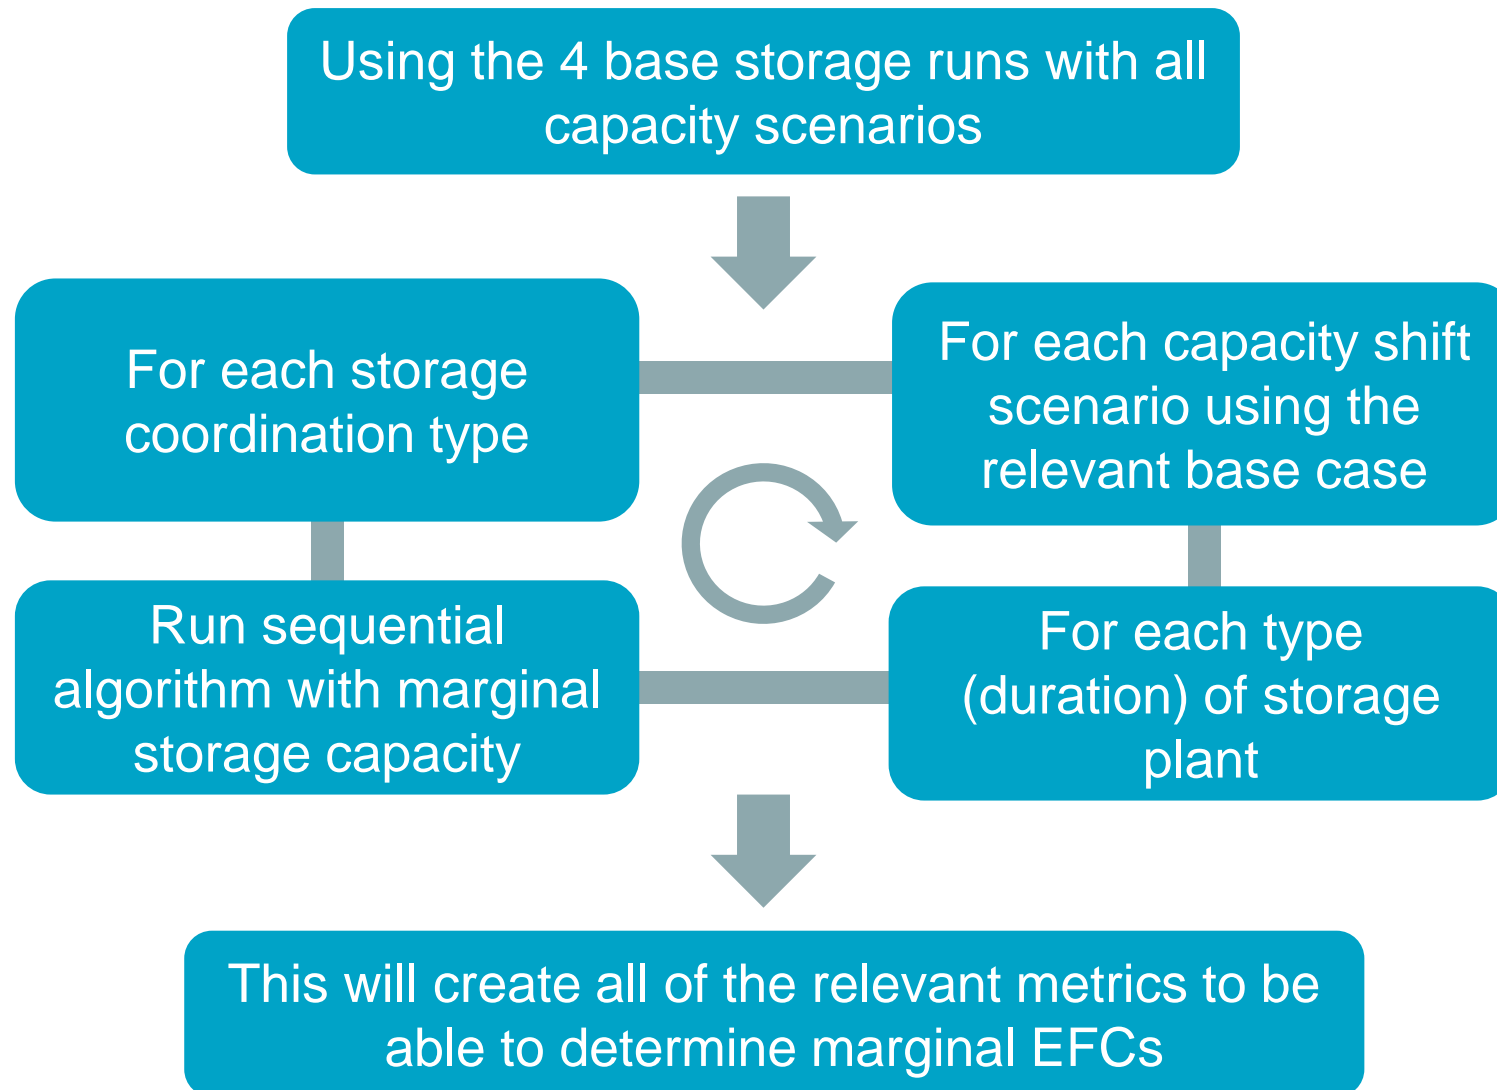 Using the 4 base storage runs with all
capacity scenarios
For each storage
coordination type
For each capacity shift
scenario using the
relevant base case
Run sequential
algorithm with marginal
storage capacity
For each type
(duration) of storage
plant
This will create all of the relevant metrics to be
able to determine marginal EFCs